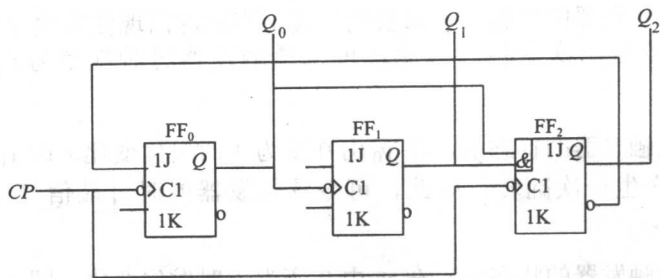 Q0 Q1 Q2
FF0 FF1 FF2
1J Q 1J Q & 1J Q
CP C1 C1 C1
1K 1K 1K